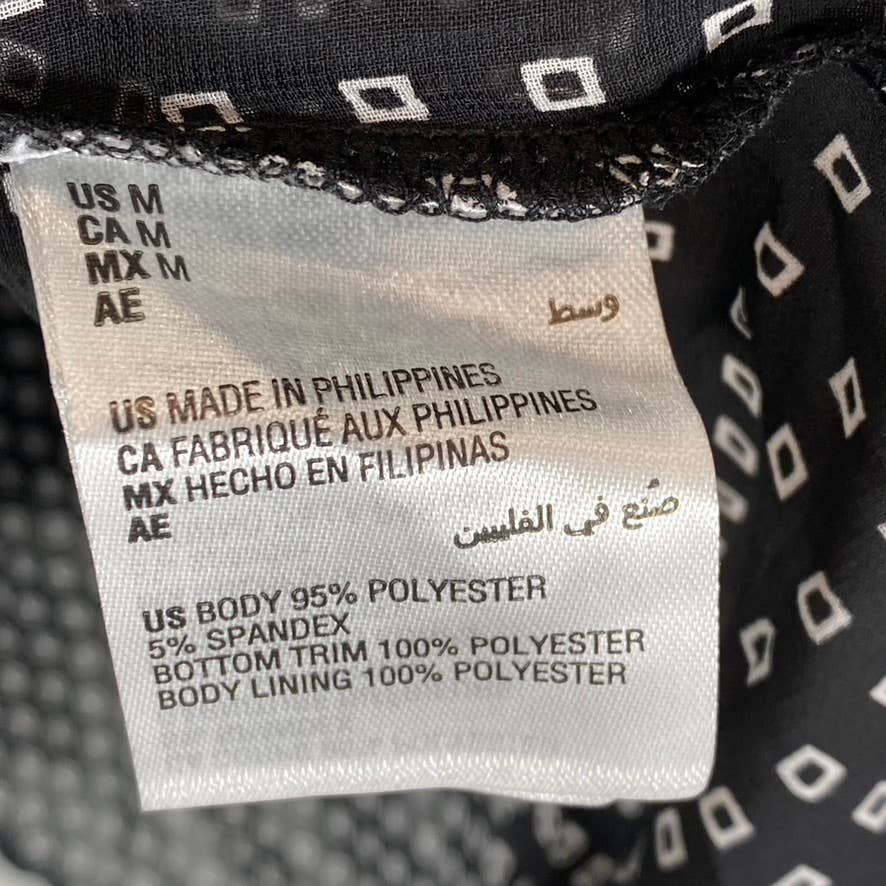 US M
CA M
MX M
AE وسط
US MADE IN PHILIPPINES
CA FABRIQUÉ AUX PHILIPPINES
MX HECHO EN FILIPINAS
AE صُنع في الفلبين
US BODY 95% POLYESTER
5% SPANDEX
BOTTOM TRIM 100% POLYESTER
BODY LINING 100% POLYESTER